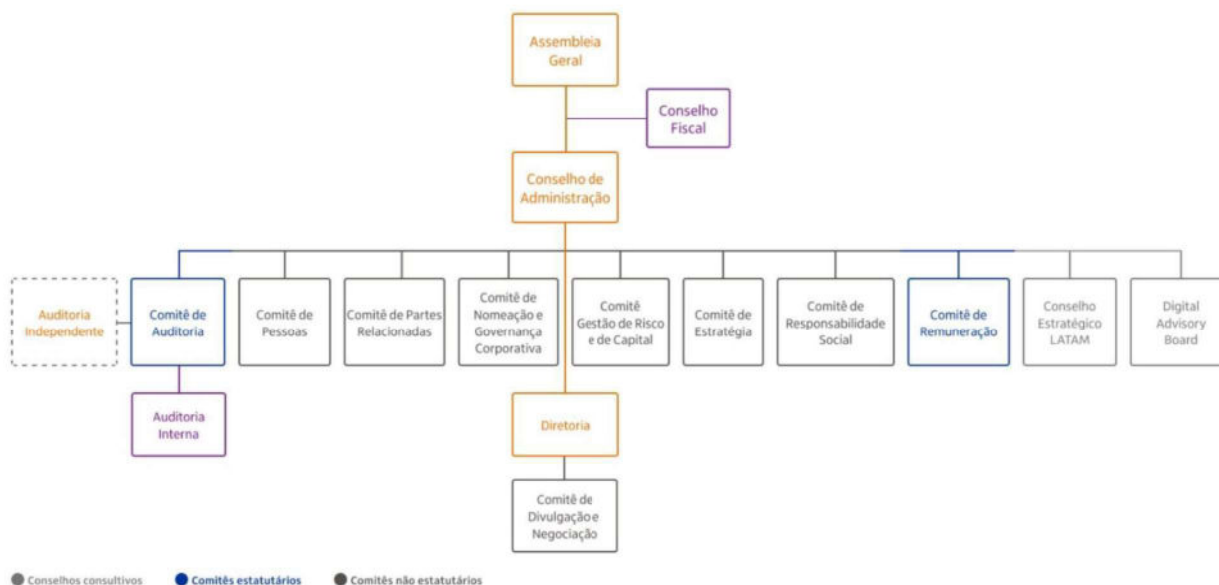 Assembleia
Geral
Conselho
Fiscal
Conselho de
Administração
Auditoria
Independente
Comitê de
Auditoria
Comitê de
Pessoas
Comitê de Partes
Relacionadas
Comitê de
Nomeação e
Governança
Corporativa
Comitê
Gestão de Risco
e de Capital
Comitê de
Estratégia
Comitê de
Responsabilidade
Social
Comitê de
Remuneração
Conselho
Estratégico
LATAM
Digital
Advisory
Board
Auditoria
Interna
Diretoria
Comitê de
Divulgação e
Negociação
Conselhos consultivos
Comitês estatutários
Comitês não estatutários